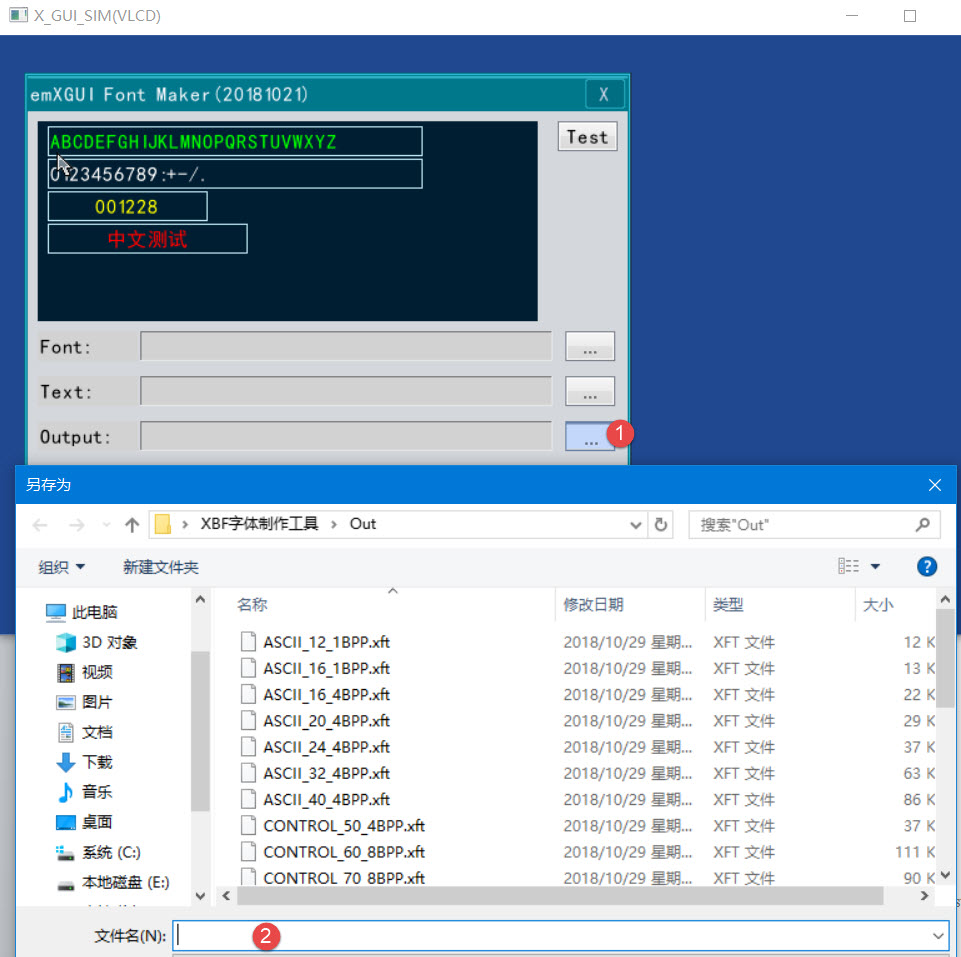 X_GUI_SIM(VLCD)
emXGUI Font Maker(20181021) X
ABCDEFGHIJKLMNOPQRSTUVWXYZ Test
0123456789:+-/.
001228
中文测试
Font: ...
Text: ...
Output: ... 1
另存为
XBF字体制作工具 Out 搜索"Out"
组织 新建文件夹 ?
名称 修改日期 类型 大小
此电脑
3D 对象
视频
图片
文档
下载
音乐
桌面
系统 (C:)
本地磁盘 (E:)
ASCII_12_1BPP.xft 2018/10/29 星期... XFT 文件 12 K
ASCII_16_1BPP.xft 2018/10/29 星期... XFT 文件 13 K
ASCII_16_4BPP.xft 2018/10/29 星期... XFT 文件 22 K
ASCII_20_4BPP.xft 2018/10/29 星期... XFT 文件 29 K
ASCII_24_4BPP.xft 2018/10/29 星期... XFT 文件 37 K
ASCII_32_4BPP.xft 2018/10/29 星期... XFT 文件 63 K
ASCII_40_4BPP.xft 2018/10/29 星期... XFT 文件 86 K
CONTROL_50_4BPP.xft 2018/10/29 星期... XFT 文件 37 K
CONTROL_60_8BPP.xft 2018/10/29 星期... XFT 文件 111 K
CONTROL_70_8BPP.xft 2018/10/29 星期... XFT 文件 90 K
文件名(N): 2